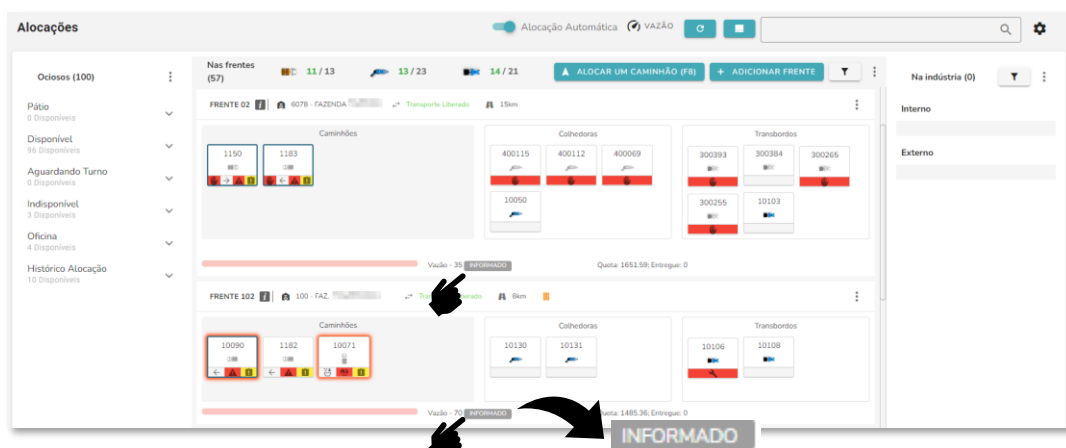 Alocações
Alocação Automática VAZÃO
Ociosos (100)
Pátio
0 Disponíveis
Disponível
96 Disponíveis
Aguardando Turno
0 Disponíveis
Indisponível
3 Disponíveis
Oficina
4 Disponíveis
Histórico Alocação
10 Disponíveis
Nas frentes (57)
11 / 13
13 / 23
14 / 21
ALOCAR UM CAMINHÃO (F8)
+ ADICIONAR FRENTE
FRENTE 02 i 6078 - FAZENDA Transporte Liberado 15km
Caminhões
1150 1183
Colhedoras
400115 400112 400069
10050
Transbordos
300393 300384 300265
300255 10103
Vazão - 35 INFORMADO Quota: 1651.59; Entregue: 0
FRENTE 102 i 100 - FAZ. Liberado 6km
Caminhões
10090 1182 10071
Colhedoras
10130 10131
Transbordos
10106 10108
Vazão - 70 INFORMADO Quota: 1485.36; Entregue: 0
INFORMADO
Na indústria (0)
Interno
Externo